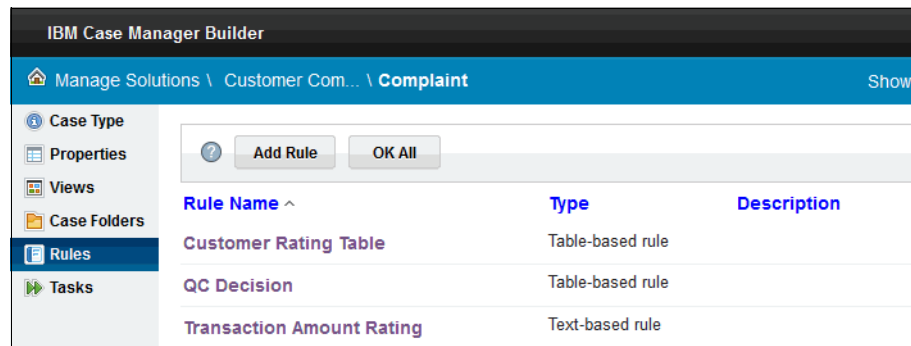 IBM Case Manager Builder
Manage Solutions \ Customer Com... \ Complaint Show
Case Type
Properties
Views
Case Folders
Rules
Tasks
? Add Rule OK All
Rule Name ^ Type Description
Customer Rating Table Table-based rule
QC Decision Table-based rule
Transaction Amount Rating Text-based rule